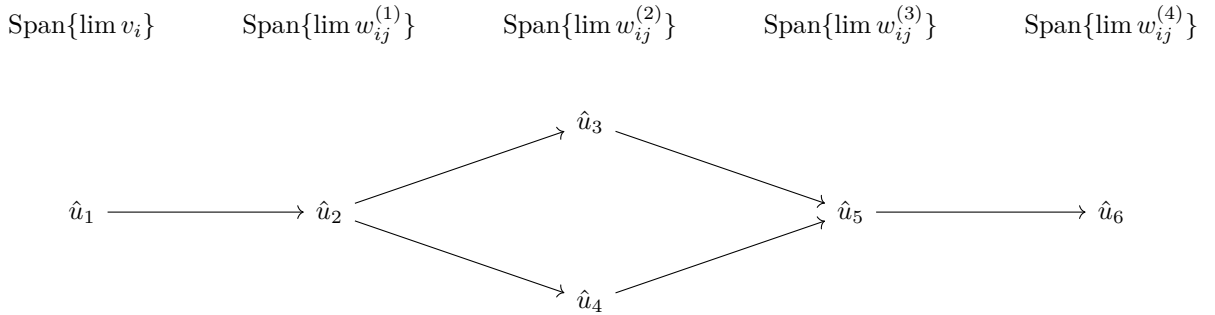 Span{lim v_i} Span{lim w_{ij}^{(1)}} Span{lim w_{ij}^{(2)}} Span{lim w_{ij}^{(3)}} Span{lim w_{ij}^{(4)}}
û_3
û_1 û_2 û_5 û_6
û_4